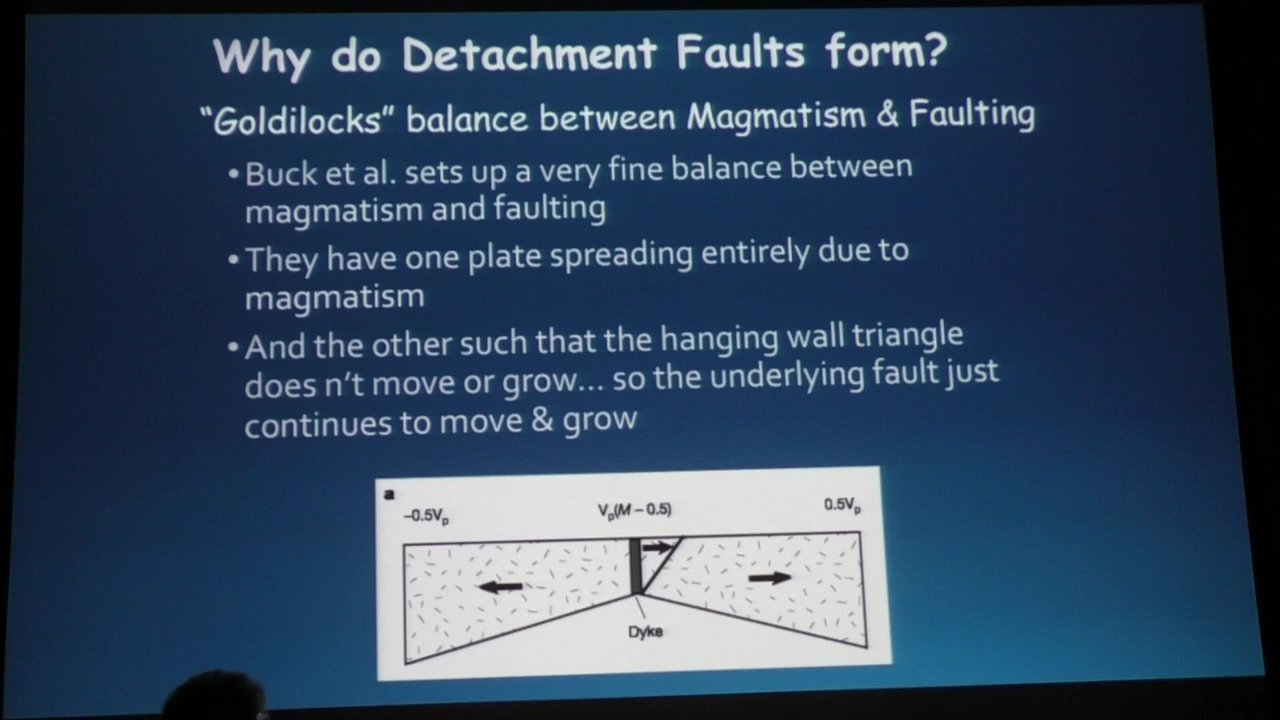 Why do Detachment Faults form?
“Goldilocks” balance between Magmatism & Faulting
•Buck et al. sets up a very fine balance between
magmatism and faulting
•They have one plate spreading entirely due to
magmatism
•And the other such that the hanging wall triangle
does n’t move or grow… so the underlying fault just
continues to move & grow
a
–0.5Vp Vp(M – 0.5) 0.5Vp
Dyke